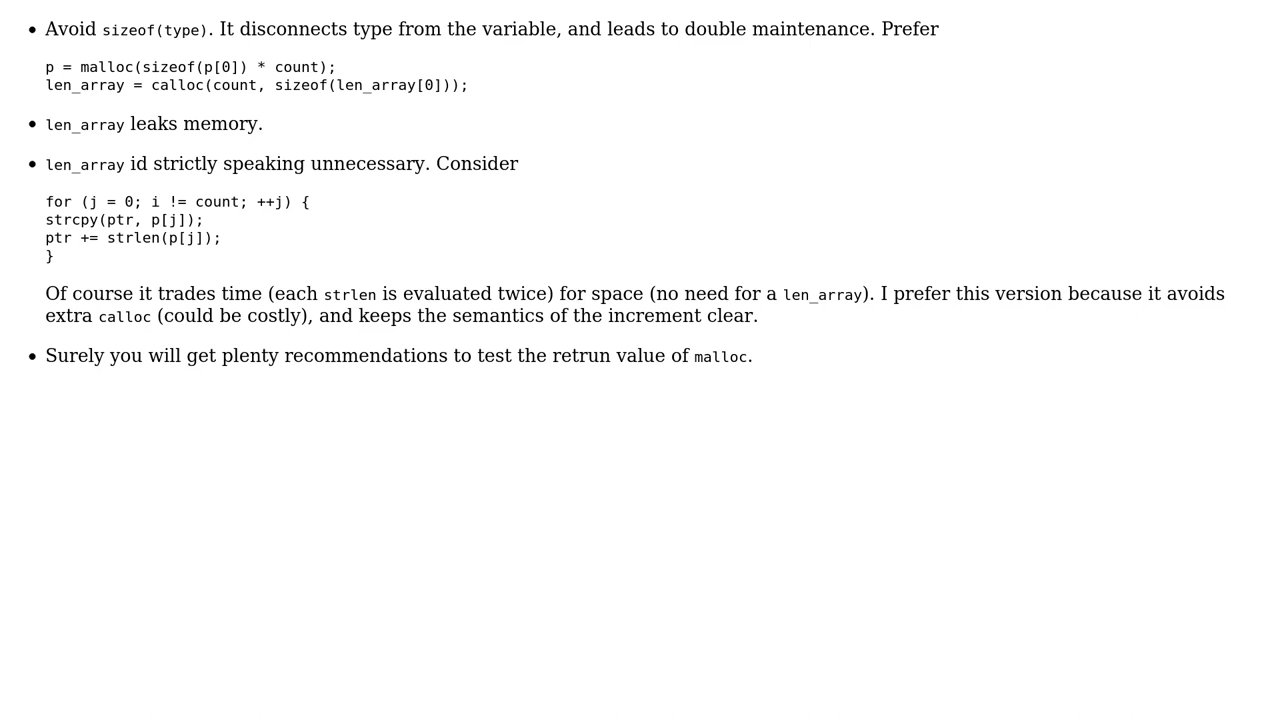 • Avoid sizeof(type). It disconnects type from the variable, and leads to double maintenance. Prefer
p = malloc(sizeof(p[0]) * count);
len_array = calloc(count, sizeof(len_array[0]));
• len_array leaks memory.
• len_array id strictly speaking unnecessary. Consider
for (j = 0; i != count; ++j) {
strcpy(ptr, p[j]);
ptr += strlen(p[j]);
}
Of course it trades time (each strlen is evaluated twice) for space (no need for a len_array). I prefer this version because it avoids
extra calloc (could be costly), and keeps the semantics of the increment clear.
• Surely you will get plenty recommendations to test the retrun value of malloc.